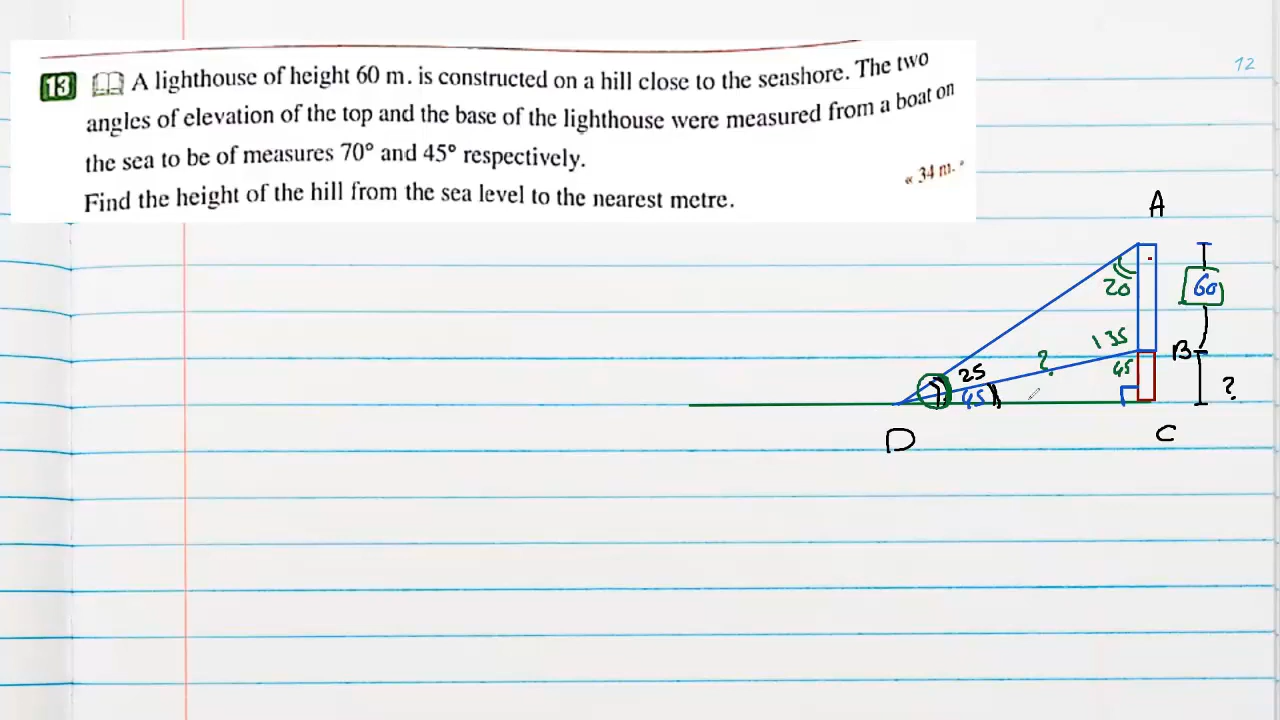 12
13 A lighthouse of height 60 m. is constructed on a hill close to the seashore. The two
angles of elevation of the top and the base of the lighthouse were measured from a boat on
the sea to be of measures 70° and 45° respectively.
« 34 m. »
Find the height of the hill from the sea level to the nearest metre.
A
20
60
135
B
25
?
45
45
?
D
C